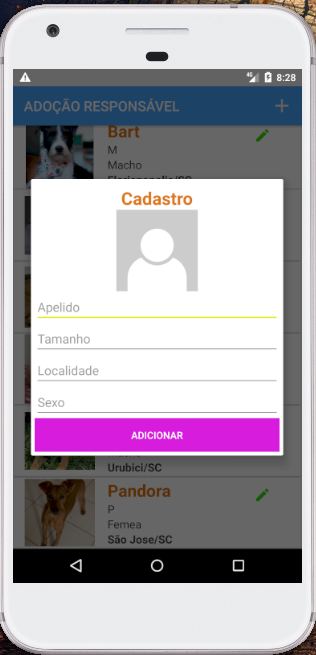 4G 8:28
ADOÇÃO RESPONSÁVEL +
Bart
M
Macho
Florianopolis/SC
Cadastro
Apelido
Tamanho
Localidade
Sexo
ADICIONAR
Urubici/SC
Pandora
P
Femea
São Jose/SC